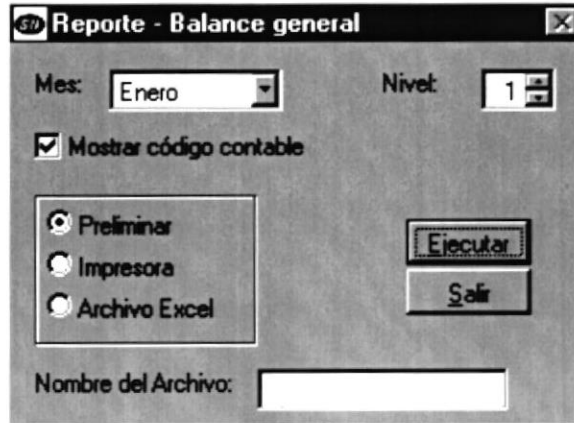 SN Reporte - Balance general
Mes: Enero Nivel: 1
Mostrar código contable
Preliminar
Impresora
Archivo Excel
Ejecutar
Salir
Nombre del Archivo: